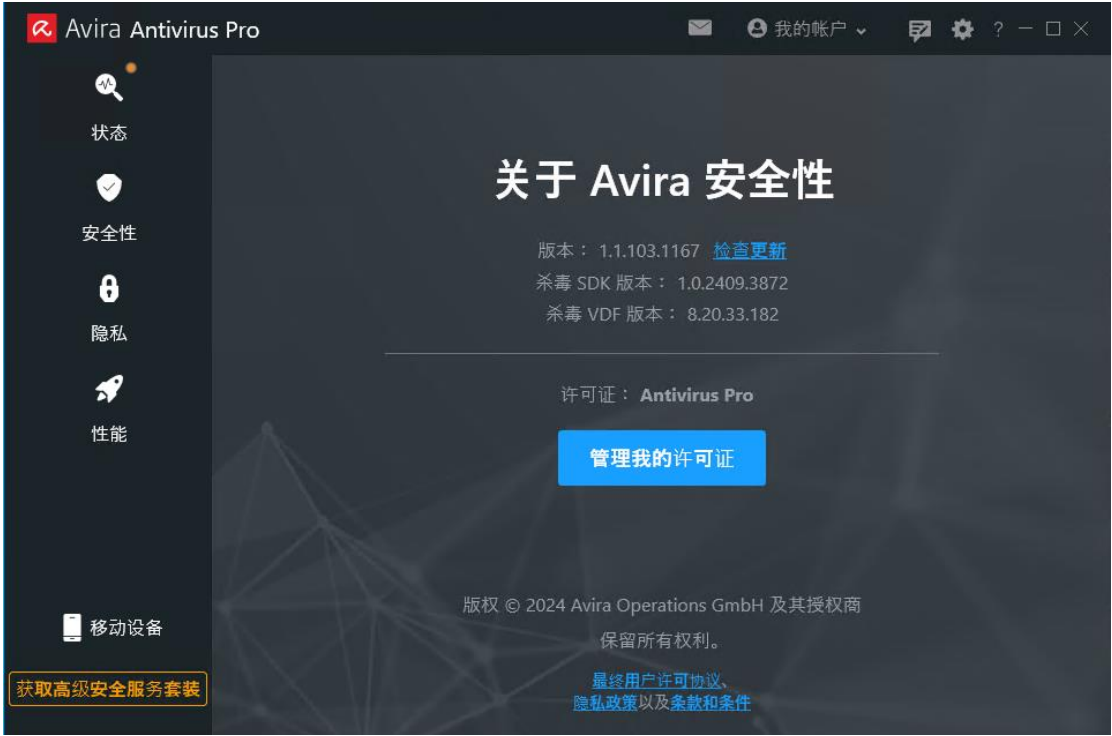 Avira Antivirus Pro
我的帐户
?
状态
安全性
隐私
性能
移动设备
获取高级安全服务套装
关于 Avira 安全性
版本： 1.1.103.1167 检查更新
杀毒 SDK 版本： 1.0.2409.3872
杀毒 VDF 版本： 8.20.33.182
许可证： Antivirus Pro
管理我的许可证
版权 © 2024 Avira Operations GmbH 及其授权商
保留所有权利。
最终用户许可协议、
隐私政策以及条款和条件